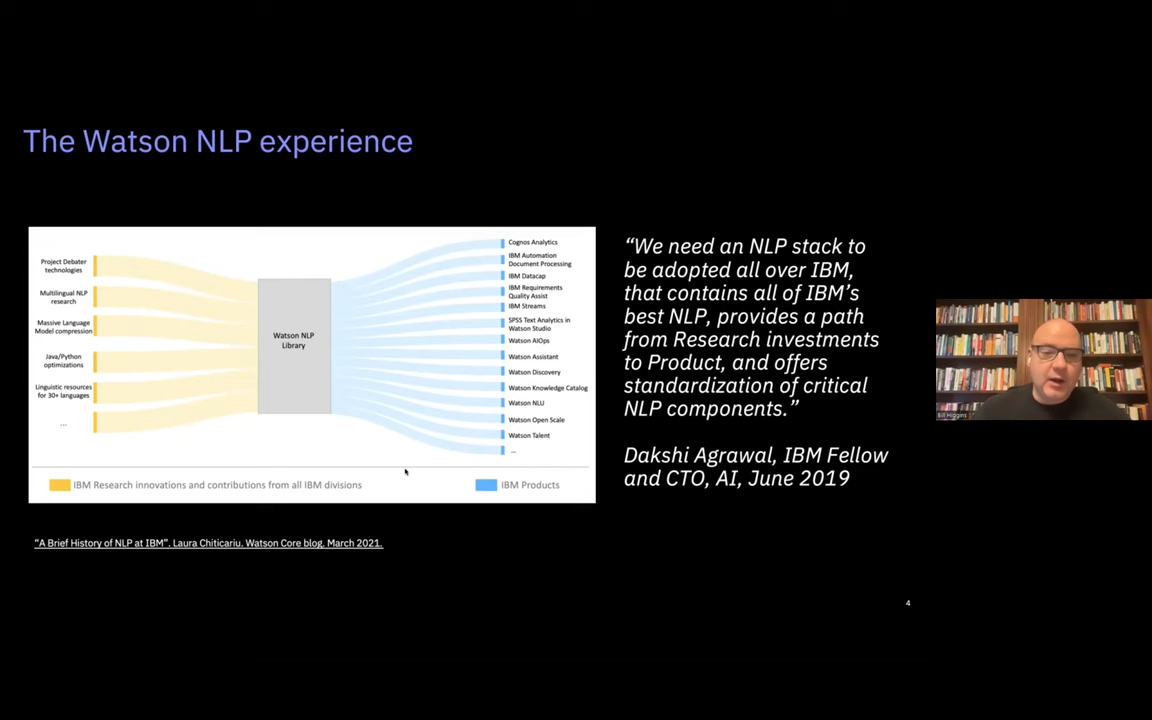 The Watson NLP experience
Project Debater
technologies
Multilingual NLP
research
Massive Language
Model compression
Java/Python
optimizations
Linguistic resources
for 30+ languages
...
Watson NLP
Library
Cognos Analytics
IBM Automation
Document Processing
IBM Datacap
IBM Requirements
Quality Assist
IBM Streams
SPSS Text Analytics in
Watson Studio
Watson AIOps
Watson Assistant
Watson Discovery
Watson Knowledge Catalog
Watson NLU
Watson Open Scale
Watson Talent
...
IBM Research innovations and contributions from all IBM divisions
IBM Products
“We need an NLP stack to
be adopted all over IBM,
that contains all of IBM’s
best NLP, provides a path
from Research investments
to Product, and offers
standardization of critical
NLP components.”
Dakshi Agrawal, IBM Fellow
and CTO, AI, June 2019
Bill Higgins
“A Brief History of NLP at IBM”. Laura Chiticariu. Watson Core blog. March 2021.
4